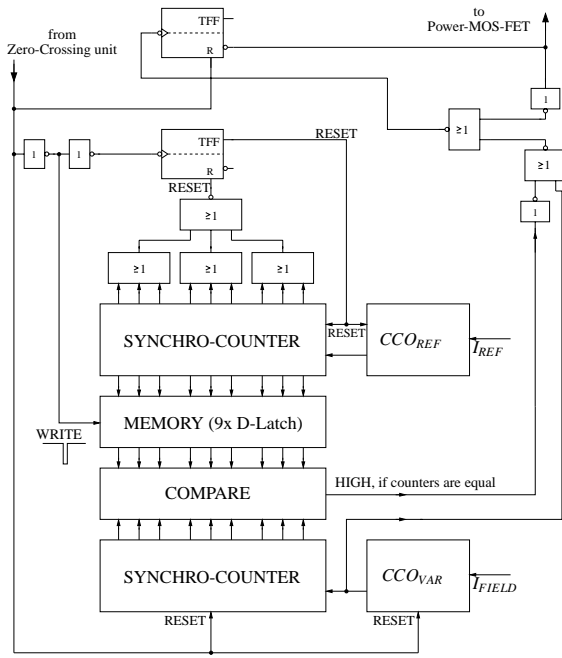 to
Power-MOS-FET
from
Zero-Crossing unit
TFF
R
1
≥1
≥1
1
1
1
TFF
R
RESET
RESET
≥1
≥1
≥1
≥1
SYNCHRO-COUNTER
RESET
CCO_REF
I_REF
MEMORY (9x D-Latch)
WRITE
COMPARE
HIGH, if counters are equal
SYNCHRO-COUNTER
CCO_VAR
I_FIELD
RESET
RESET